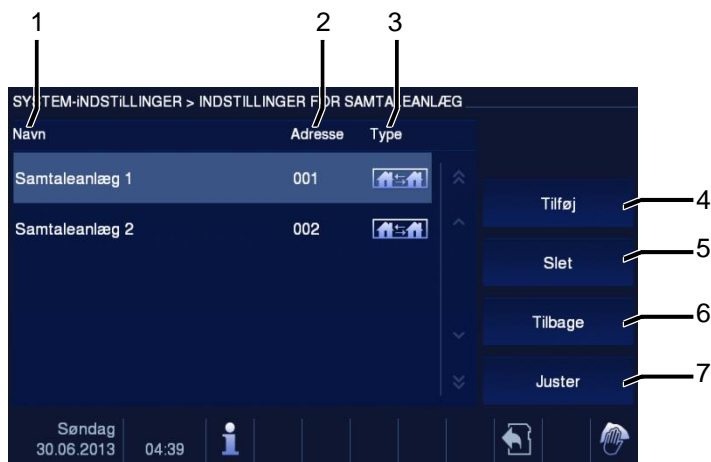 1 2 3
SYSTEM-iNDSTiLLINGER > INDSTILLINGER FOR SAMTALEANLÆG
Navn Adresse Type
Samtaleanlæg 1 001
Tilføj 4
Samtaleanlæg 2 002
Slet 5
Tilbage 6
Juster 7
Søndag
30.06.2013 04:39